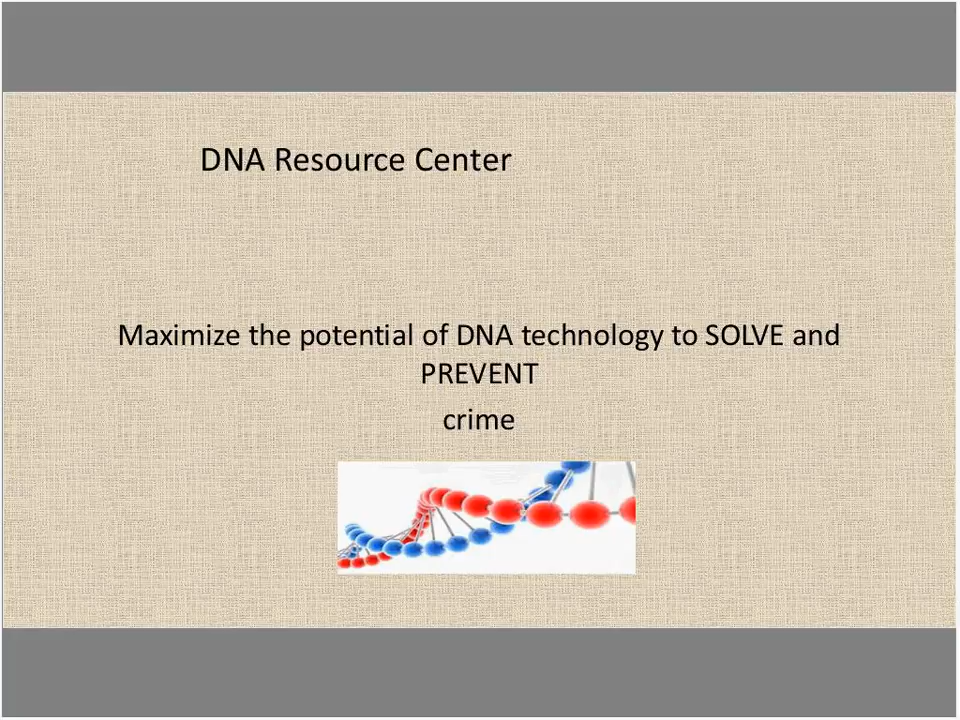 DNA Resource Center
Maximize the potential of DNA technology to SOLVE and
PREVENT
crime